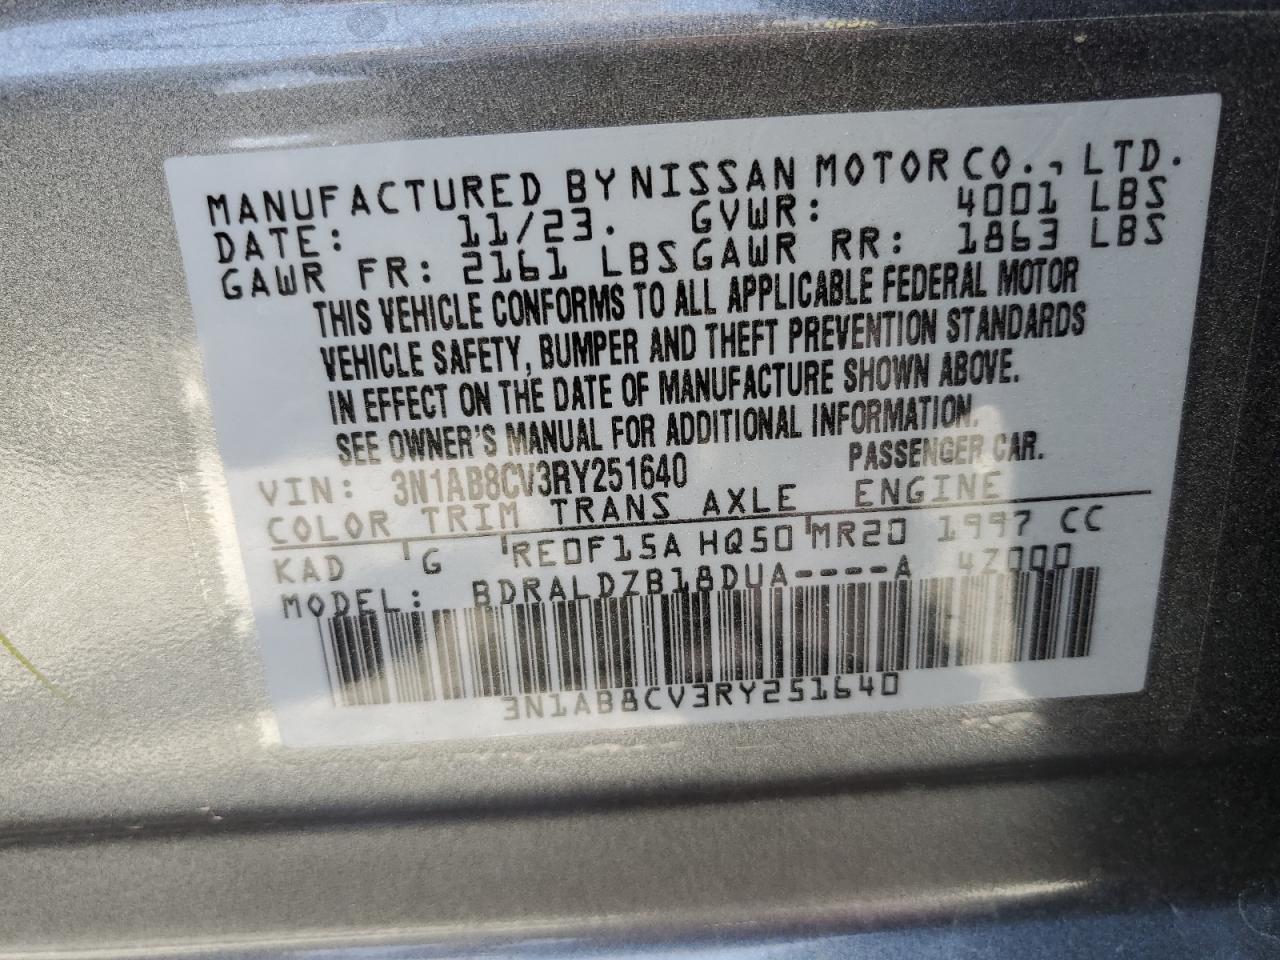 MANUFACTURED BY NISSAN MOTOR CO., LTD.
DATE: 11/23. GVWR: 4001 LBS
GAWR FR: 2161 LBS GAWR RR: 1863 LBS
THIS VEHICLE CONFORMS TO ALL APPLICABLE FEDERAL MOTOR
VEHICLE SAFETY, BUMPER AND THEFT PREVENTION STANDARDS
IN EFFECT ON THE DATE OF MANUFACTURE SHOWN ABOVE.
SEE OWNER'S MANUAL FOR ADDITIONAL INFORMATION.
VIN: 3N1AB8CV3RY251640 PASSENGER CAR.
COLOR TRIM TRANS AXLE ENGINE
KAD G RE0F15A HQ50 MR20 1997 CC
MODEL: BDRALDZB18DUA----A 4Z000
3N1AB8CV3RY251640